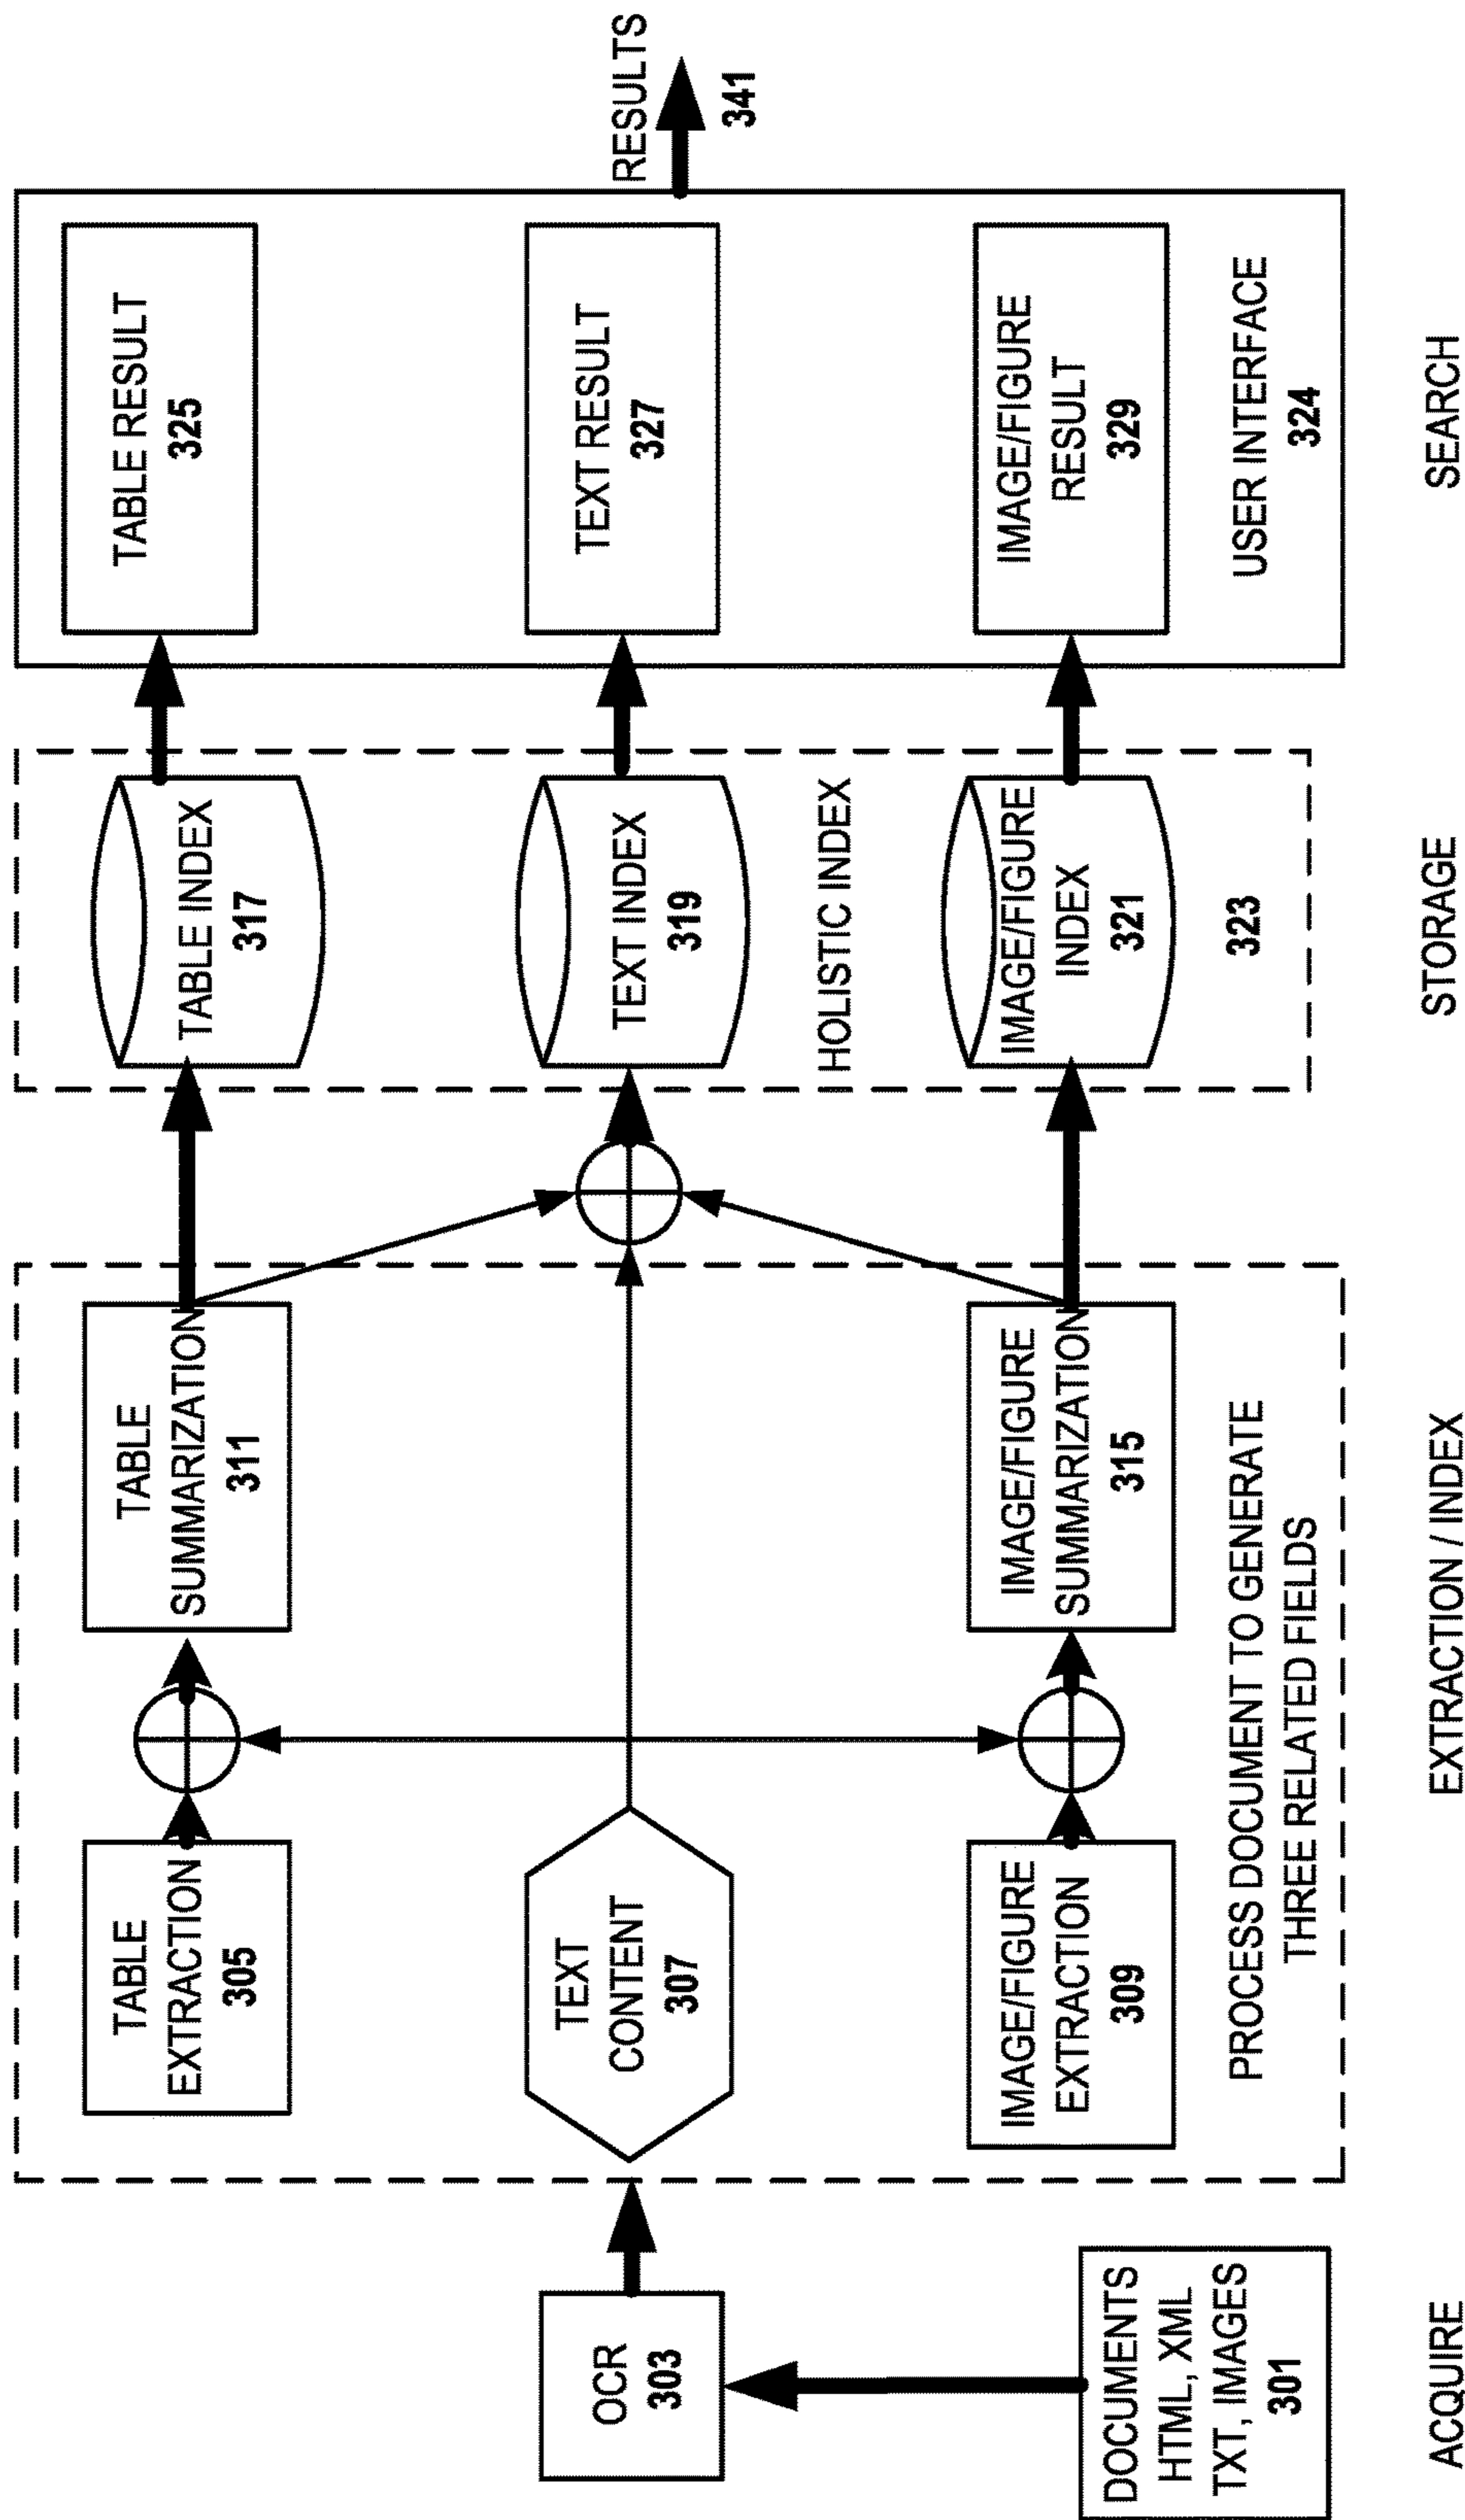 DOCUMENTS
HTML, XML
TXT, IMAGES
301
OCR
303
TABLE
EXTRACTION
305
TEXT
CONTENT
307
IMAGE/FIGURE
EXTRACTION
309
TABLE
SUMMARIZATION
311
IMAGE/FIGURE
SUMMARIZATION
315
PROCESS DOCUMENT TO GENERATE
THREE RELATED FIELDS
TABLE INDEX
317
TEXT INDEX
319
HOLISTIC INDEX
IMAGE/FIGURE
INDEX
321
323
TABLE RESULT
325
TEXT RESULT
327
IMAGE/FIGURE
RESULT
329
USER INTERFACE
324
RESULTS
341
ACQUIRE
EXTRACTION / INDEX
STORAGE
SEARCH